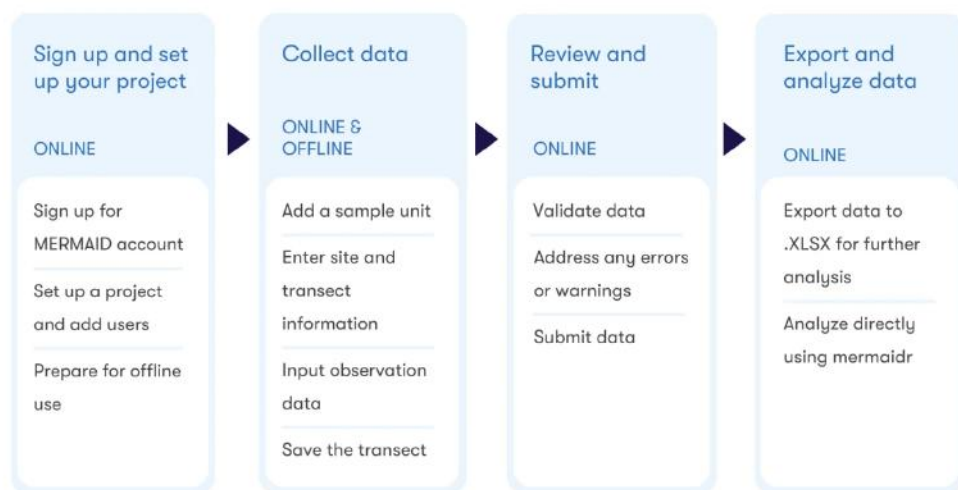 Sign up and set
up your project
ONLINE
Sign up for
MERMAID account
Set up a project
and add users
Prepare for offline
use
Collect data
ONLINE &
OFFLINE
Add a sample unit
Enter site and
transect
information
Input observation
data
Save the transect
Review and
submit
ONLINE
Validate data
Address any errors
or warnings
Submit data
Export and
analyze data
ONLINE
Export data to
.XLSX for further
analysis
Analyze directly
using mermaidr